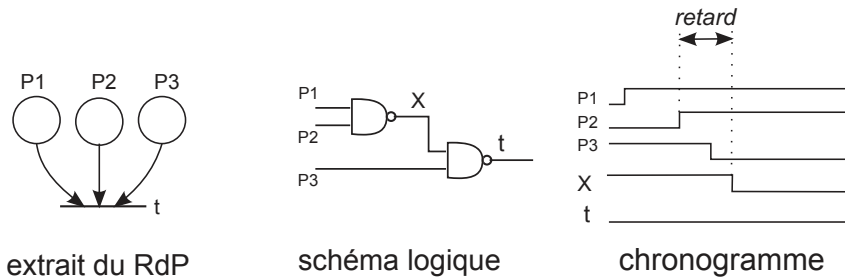 P1 P2 P3
t
extrait du RdP
P1
X
P2
t
P3
schéma logique
retard
P1
P2
P3
X
t
chronogramme